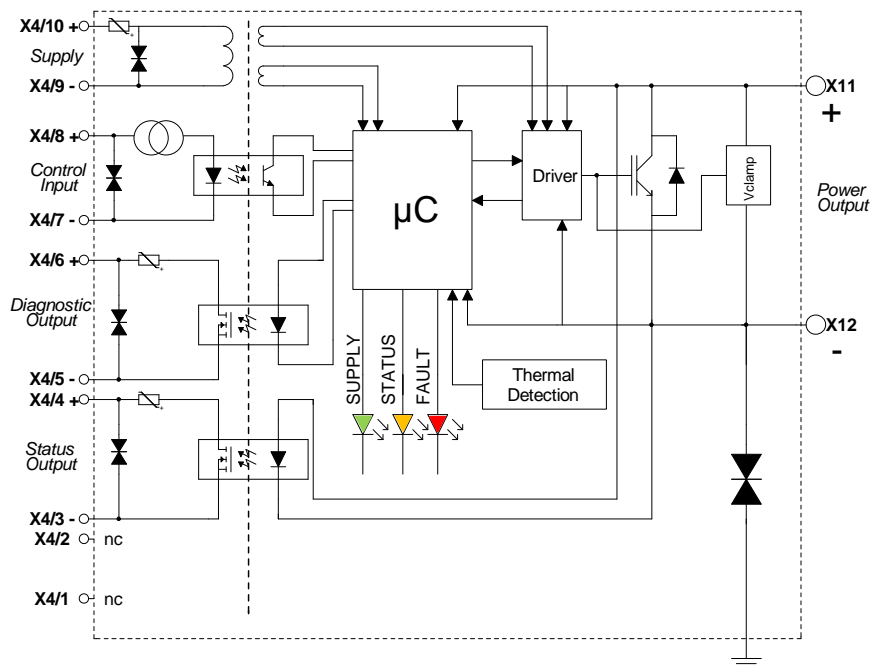 X4/10 +
Supply
X4/9 -
X4/8 +
Control
Input
X4/7 -
X4/6 +
Diagnostic
Output
X4/5 -
X4/4 +
Status
Output
X4/3 -
X4/2 nc
X4/1 nc
µC
Driver
Vclamp
X11
+
Power
Output
X12
-
SUPPLY
STATUS
FAULT
Thermal
Detection